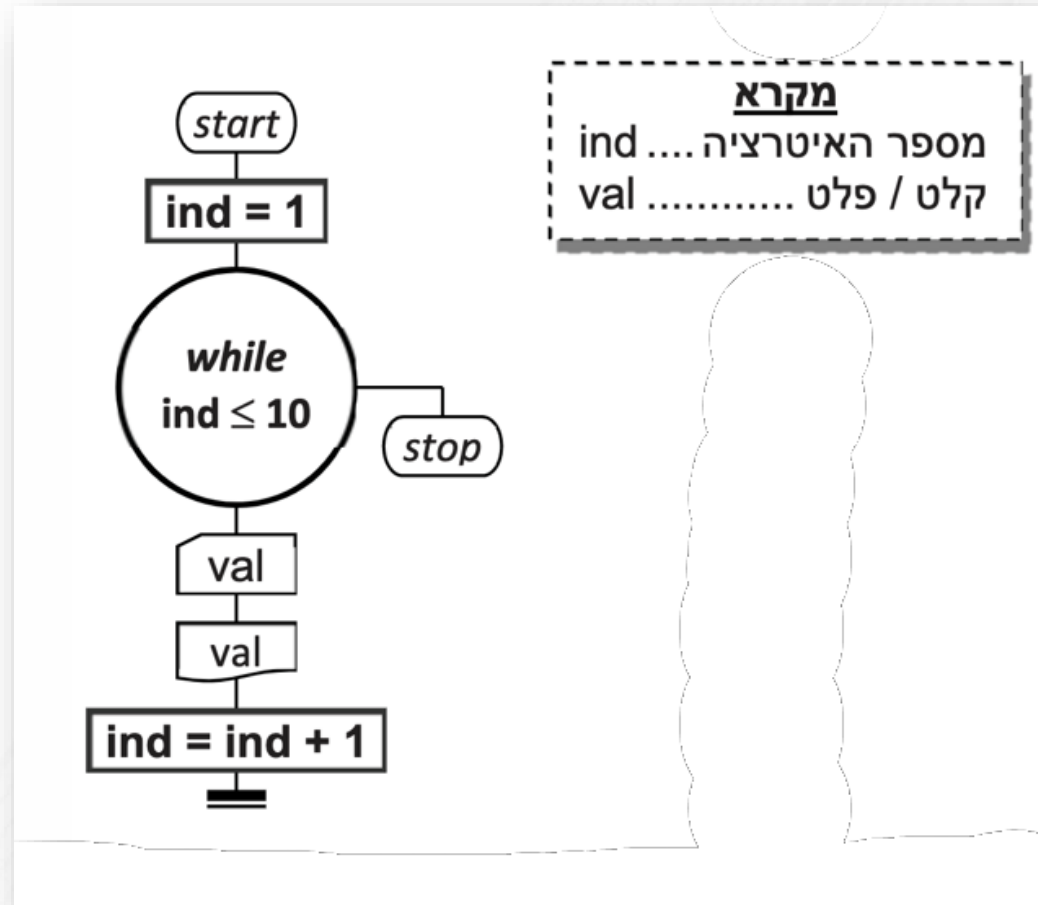 start
ind = 1
while
ind ≤ 10
stop
val
val
ind = ind + 1
מקרא
ind .... מספר האיטרציה
val ............ קלט / פלט